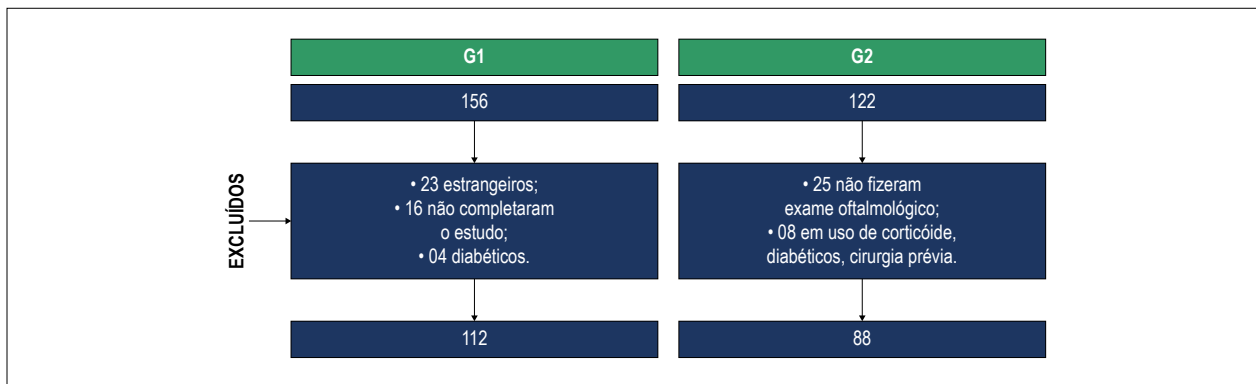 G1
G2
156
122
EXCLUÍDOS
• 23 estrangeiros;
• 16 não completaram
o estudo;
• 04 diabéticos.
• 25 não fizeram
exame oftalmológico;
• 08 em uso de corticóide,
diabéticos, cirurgia prévia.
112
88